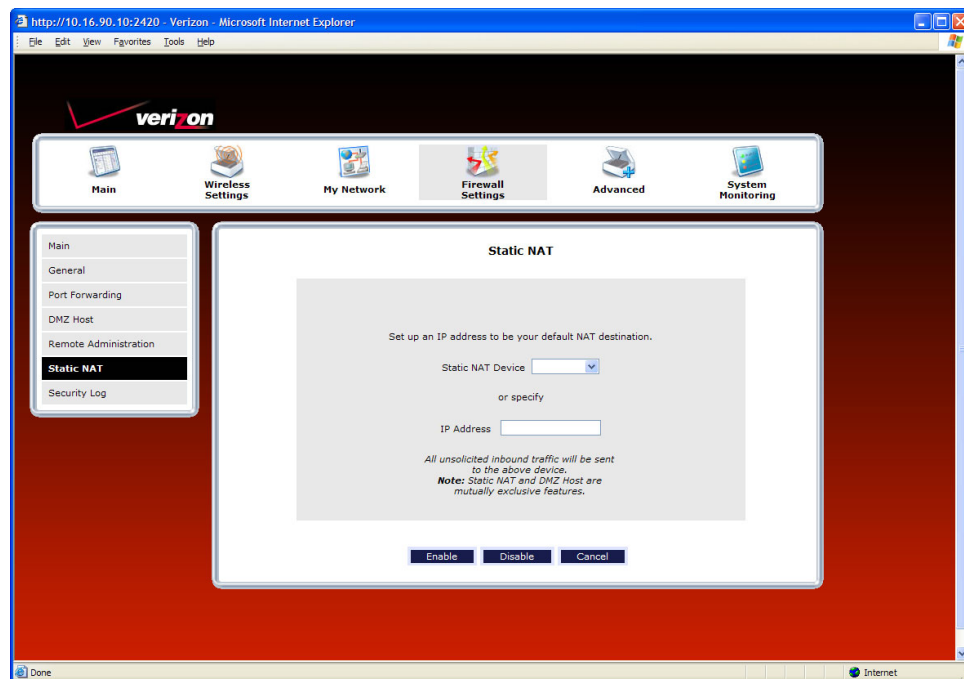 http://10.16.90.10:2420 - Verizon - Microsoft Internet Explorer
File Edit View Favorites Tools Help
verizon
Main
Wireless Settings
My Network
Firewall Settings
Advanced
System Monitoring
Main
General
Port Forwarding
DMZ Host
Remote Administration
Static NAT
Security Log
Static NAT
Set up an IP address to be your default NAT destination.
Static NAT Device
or specify
IP Address
All unsolicited inbound traffic will be sent
to the above device.
Note: Static NAT and DMZ Host are
mutually exclusive features.
Enable Disable Cancel
Done
Internet